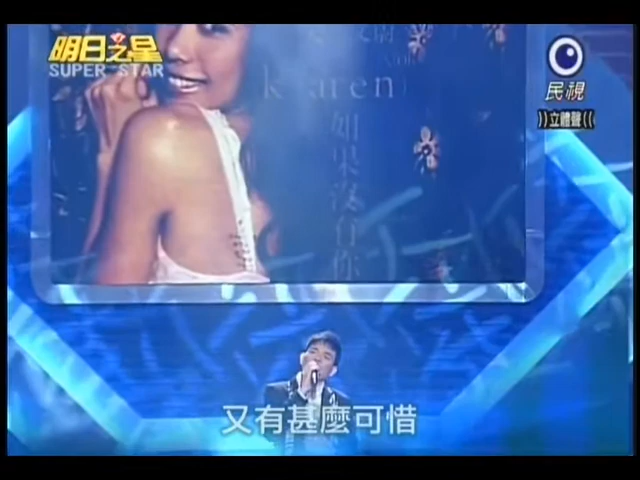 明日之星
SUPER STAR
民視
))立體聲((
karen
如果沒有你
又有甚麼可惜